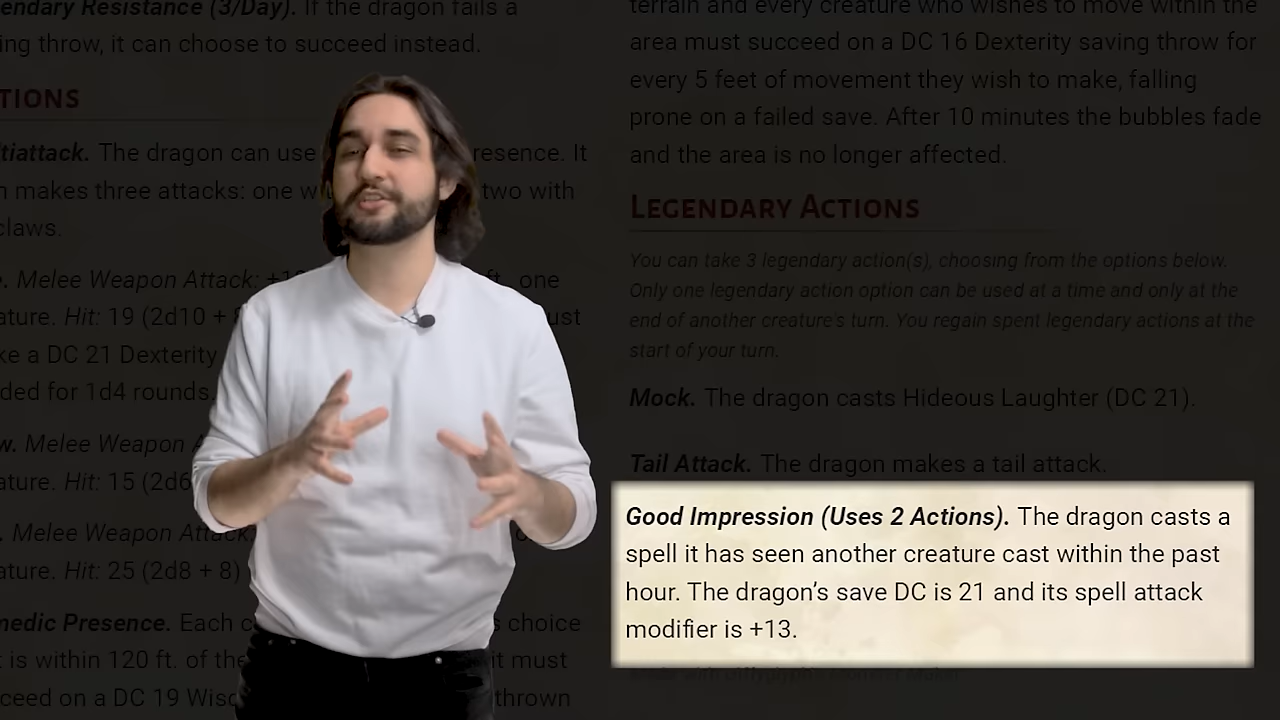 endary Resistance (3/Day). If the dragon fails a
ing throw, it can choose to succeed instead.
TIONS
tiattack. The dragon can use resence. It
n makes three attacks: one w two with
claws.
e. Melee Weapon Attack: ft., one
ature. Hit: 19 (2d10 + ust
ke a DC 21 Dexterity
ded for 1d4 rounds.
w. Melee Weapon A
ature. Hit: 15 (2d6
. Melee Weapon Attack:
ature. Hit: 25 (2d8 + 8)
medic Presence. Each c s choice
t is within 120 ft. of the it must
ceed on a DC 19 Wisd thrown
terrain and every creature who wishes to move within the
area must succeed on a DC 16 Dexterity saving throw for
every 5 feet of movement they wish to make, falling
prone on a failed save. After 10 minutes the bubbles fade
and the area is no longer affected.
LEGENDARY ACTIONS
You can take 3 legendary action(s), choosing from the options below.
Only one legendary action option can be used at a time and only at the
end of another creature's turn. You regain spent legendary actions at the
start of your turn.
Mock. The dragon casts Hideous Laughter (DC 21).
Tail Attack. The dragon makes a tail attack.
Good Impression (Uses 2 Actions). The dragon casts a
spell it has seen another creature cast within the past
hour. The dragon’s save DC is 21 and its spell attack
modifier is +13.